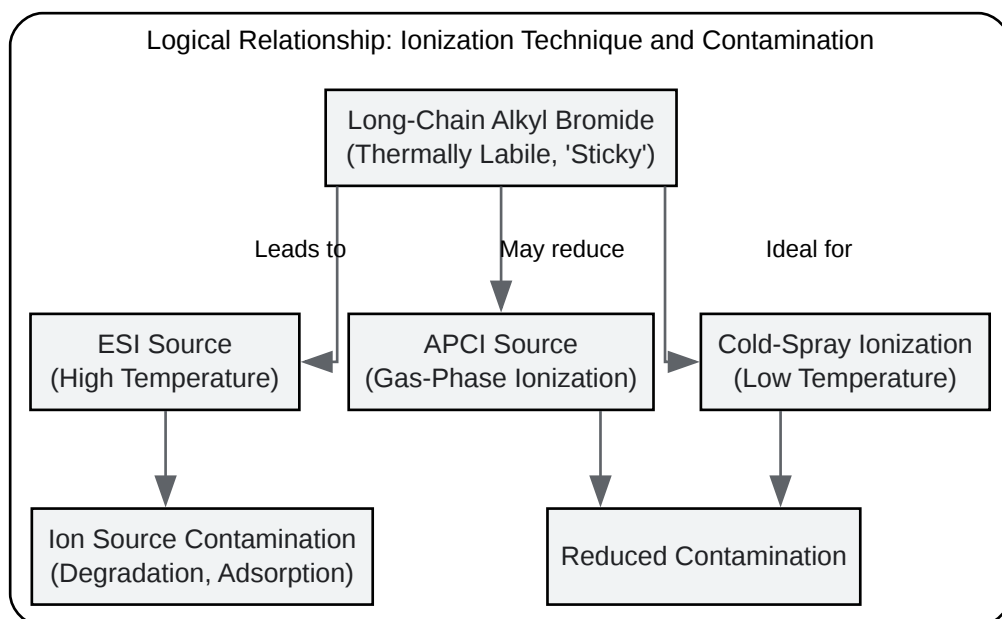 Logical Relationship: Ionization Technique and Contamination
Long-Chain Alkyl Bromide
(Thermally Labile, 'Sticky')
Leads to
May reduce
Ideal for
ESI Source
(High Temperature)
APCI Source
(Gas-Phase Ionization)
Cold-Spray Ionization
(Low Temperature)
Ion Source Contamination
(Degradation, Adsorption)
Reduced Contamination